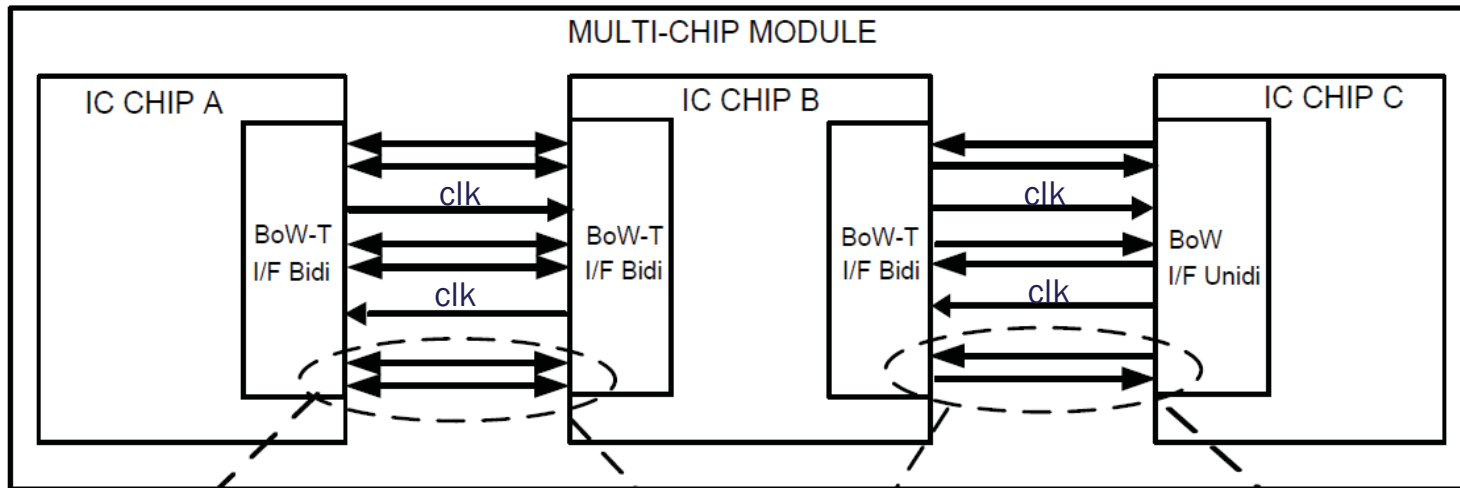 MULTI-CHIP MODULE
IC CHIP A
IC CHIP B
IC CHIP C
clk
clk
BoW-T
I/F Bidi
BoW-T
I/F Bidi
BoW-T
I/F Bidi
BoW
I/F Unidi
clk
clk